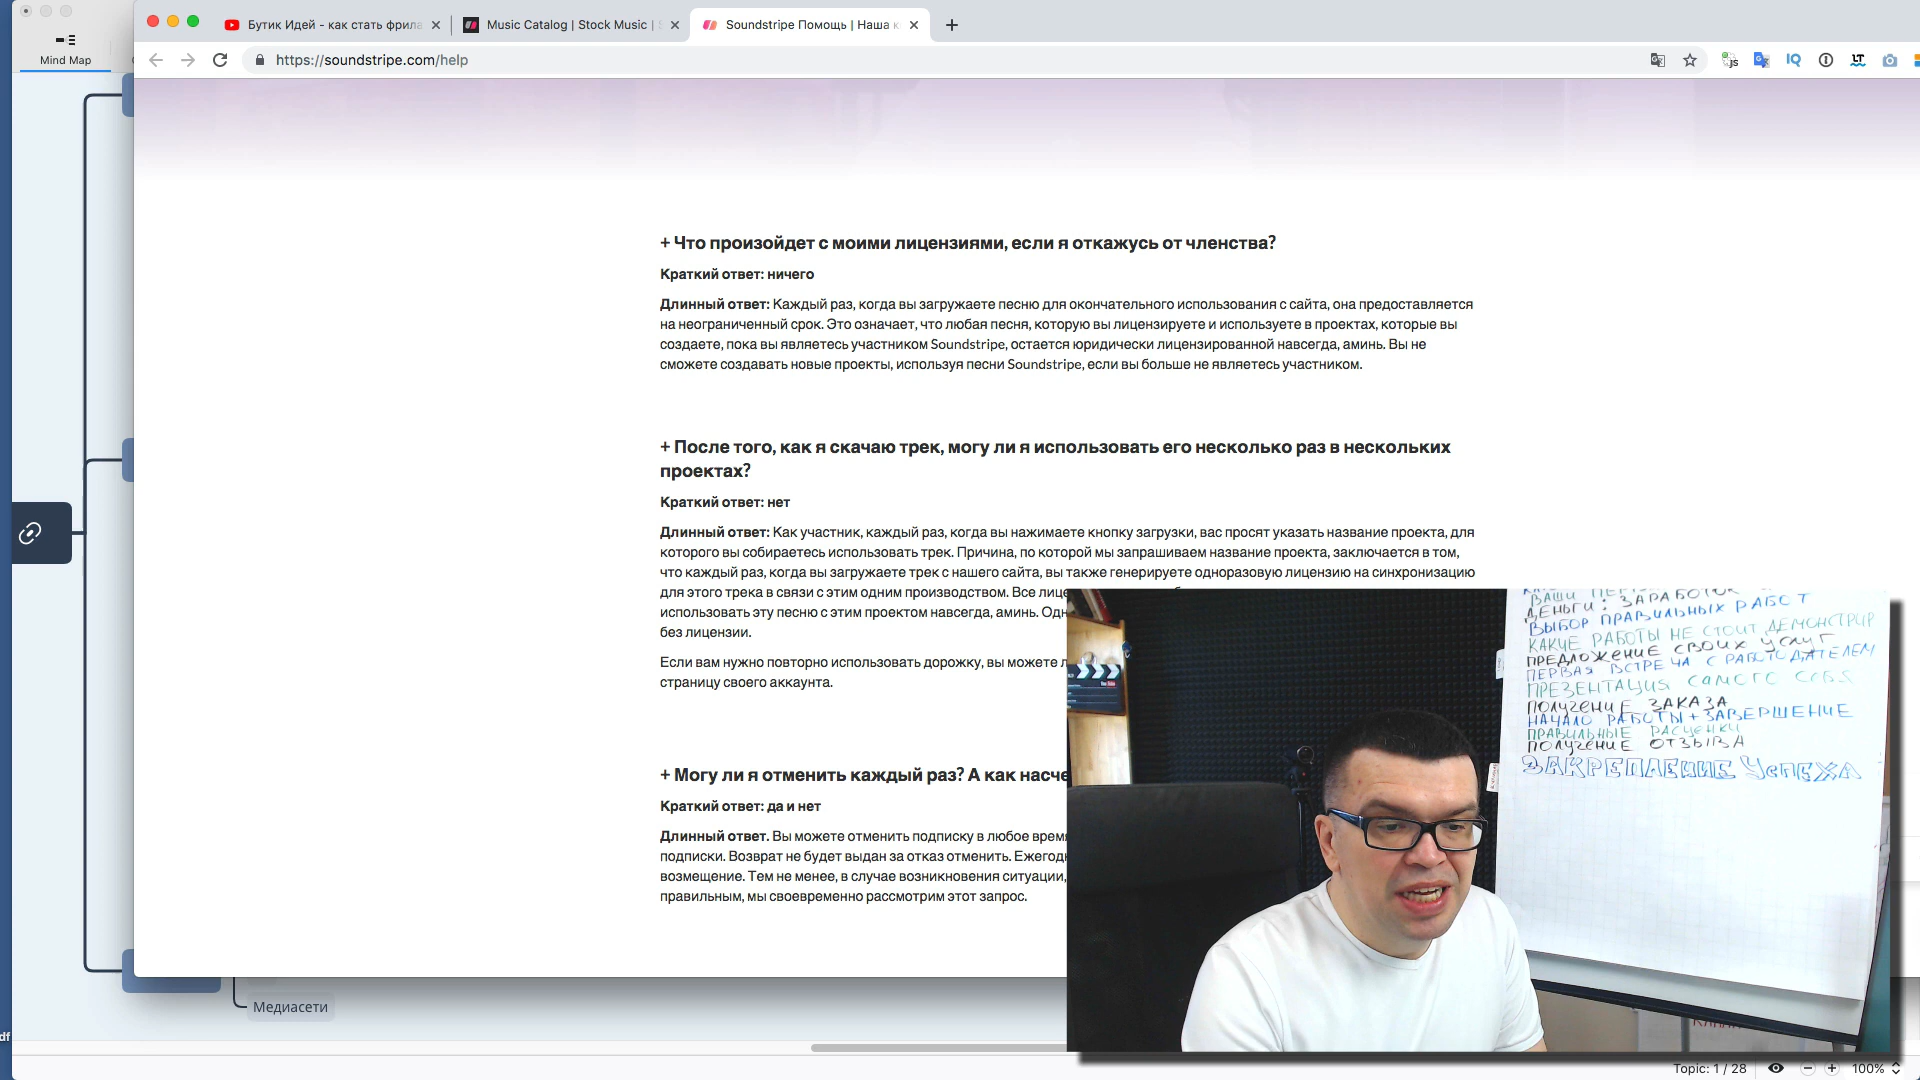 Mind Map
Бутик Идей - как стать фрила
Music Catalog | Stock Music |
Soundstripe Помощь | Наша к
https://soundstripe.com/help
+ Что произойдет с моими лицензиями, если я откажусь от членства?
Краткий ответ: ничего
Длинный ответ: Каждый раз, когда вы загружаете песню для окончательного использования с сайта, она предоставляется
на неограниченный срок. Это означает, что любая песня, которую вы лицензируете и используете в проектах, которые вы
создаете, пока вы являетесь участником Soundstripe, остается юридически лицензированной навсегда, аминь. Вы не
сможете создавать новые проекты, используя песни Soundstripe, если вы больше не являетесь участником.
+ После того, как я скачаю трек, могу ли я использовать его несколько раз в нескольких
проектах?
Краткий ответ: нет
Длинный ответ: Как участник, каждый раз, когда вы нажимаете кнопку загрузки, вас просят указать название проекта, для
которого вы собираетесь использовать трек. Причина, по которой мы запрашиваем название проекта, заключается в том,
что каждый раз, когда вы загружаете трек с нашего сайта, вы также генерируете одноразовую лицензию на синхронизацию
для этого трека в связи с этим одним производством. Все лице
использовать эту песню с этим проектом навсегда, аминь. Одн
без лицензии.
Если вам нужно повторно использовать дорожку, вы можете л
страницу своего аккаунта.
+ Могу ли я отменить каждый раз? А как насче
Краткий ответ: да и нет
Длинный ответ. Вы можете отменить подписку в любое время
подписки. Возврат не будет выдан за отказ отменить. Ежегодн
возмещение. Тем не менее, в случае возникновения ситуации,
правильным, мы своевременно рассмотрим этот запрос.
ДЕНЬГИ: ЗАРАБОТОК
ВЫБОР ПРАВИЛЬНЫХ РАБОТ
КАКИЕ РАБОТЫ НЕ СТОИТ ДЕМОНСТРИР
ПРЕДЛОЖЕНИЕ СВОИХ УСЛУГ
ПЕРВАЯ ВСТРЕЧА С РАБОТОДАТЕЛЕМ
ПРЕЗЕНТАЦИЯ САМОГО СЕБЯ
ПОЛУЧЕНИЕ ЗАКАЗА
НАЧАЛО РАБОТЫ + ЗАВЕРШЕНИЕ
ПРАВИЛЬНЫЕ РАСЦЕНКИ
ПОЛУЧЕНИЕ ОТЗЫВА
ЗАКРЕПЛЕНИЕ УСПЕХА
Медиасети
df
Topic: 1 / 28
100%